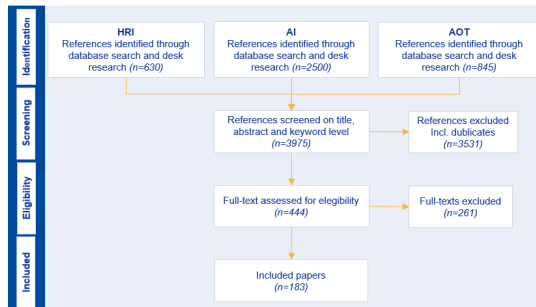 Identification
HRI
References identified through
database search and desk
research (n=630)
AI
References identified through
database search and desk
research (n=2500)
AOT
References identified through
database search and desk
research (n=845)
Screening
References screened on title,
abstract and keyword level
(n=3975)
References excluded
Incl. dublicates
(n=3531)
Eligibility
Full-text assessed for elegibility
(n=444)
Full-texts excluded
(n=261)
Included
Included papers
(n=183)